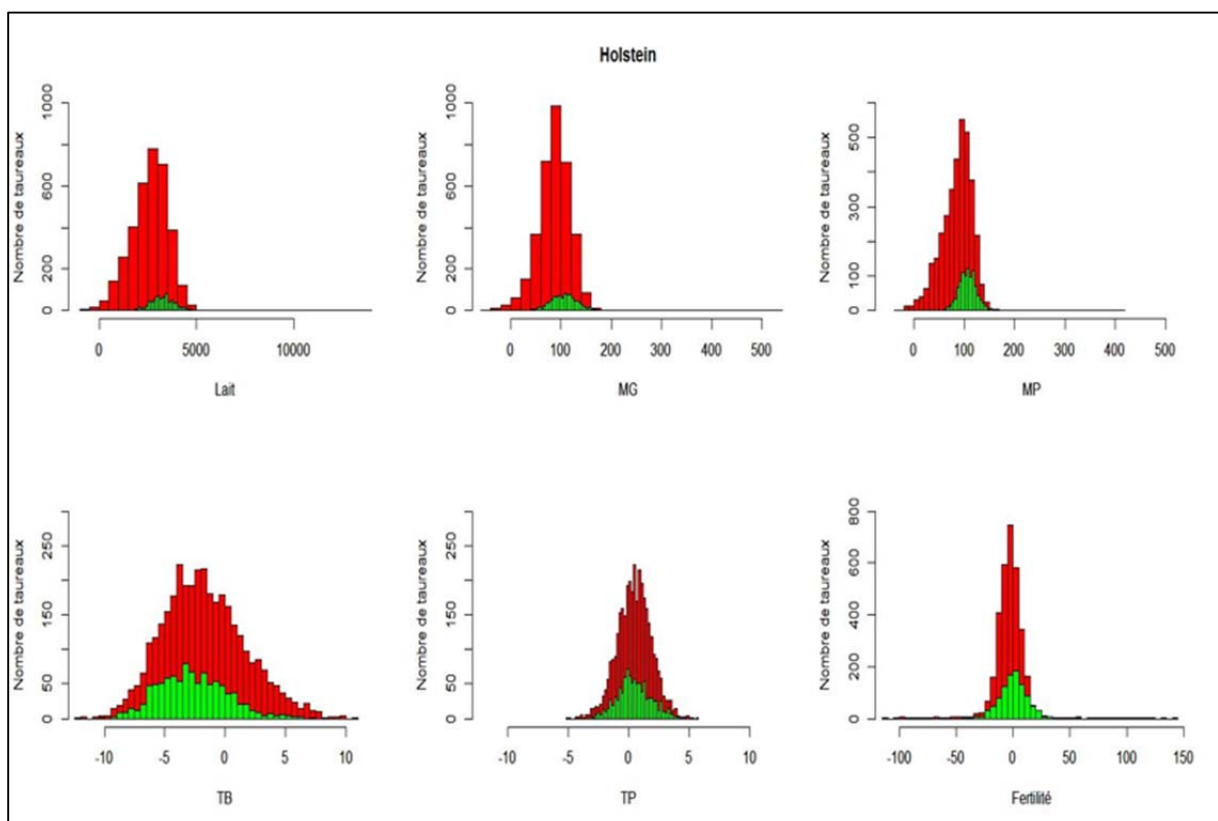 Holstein
Nombre de taureaux
0 200 600 1000
0 5000 10000
Lait
Nombre de taureaux
0 200 600 1000
0 100 200 300 400 500
MG
Nombre de taureaux
0 100 300 500
0 100 200 300 400 500
MP
Nombre de taureaux
0 50 150 250
-10 -5 0 5 10
TB
Nombre de taureaux
0 50 150 250
-10 -5 0 5 10
TP
Nombre de taureaux
0 200 400 600 800
-100 -50 0 50 100 150
Fertilité